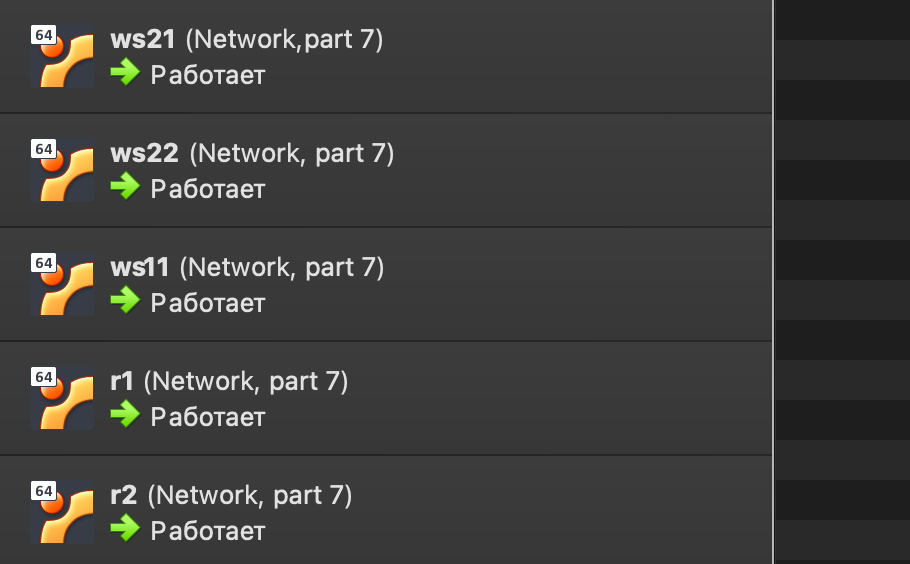 64
ws21 (Network,part 7)
Работает
64
ws22 (Network, part 7)
Работает
64
ws11 (Network, part 7)
Работает
64
r1 (Network, part 7)
Работает
64
r2 (Network, part 7)
Работает